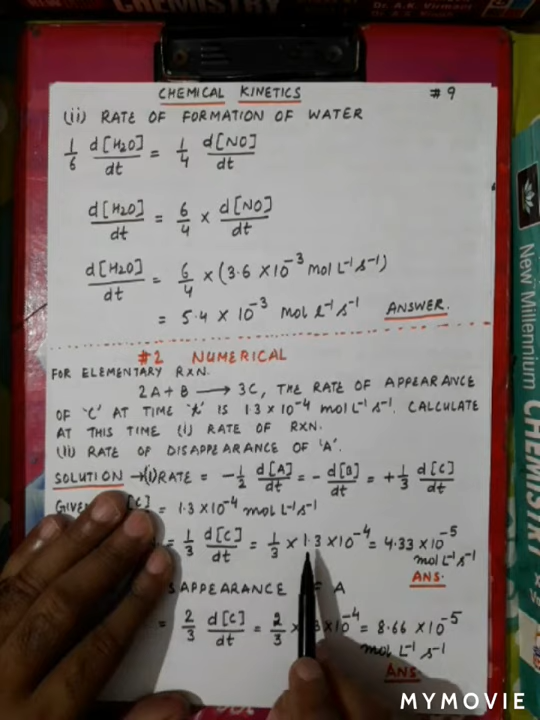 CHEMISTRY
Dr. A.K. Virmani
CHEMICAL KINETICS #9
(ii) RATE OF FORMATION OF WATER
1/6 d[H2O]/dt = 1/4 d[NO]/dt
d[H2O]/dt = 6/4 × d[NO]/dt
d[H2O]/dt = 6/4 × (3.6 × 10⁻³ mol L⁻¹ s⁻¹)
= 5.4 × 10⁻³ mol l⁻¹ s⁻¹ ANSWER.
#2 NUMERICAL
FOR ELEMENTARY RXN.
2A + B ⟶ 3C, THE RATE OF APPEARANCE
OF 'C' AT TIME 't' IS 1.3 × 10⁻⁴ mol L⁻¹ s⁻¹. CALCULATE
AT THIS TIME (i) RATE OF RXN.
(ii) RATE OF DISAPPEARANCE OF 'A'.
SOLUTION → (i) RATE = -1/2 d[A]/dt = - d[B]/dt = +1/3 d[C]/dt
GIVE [C] = 1.3 × 10⁻⁴ mol L⁻¹ s⁻¹
= 1/3 d[C]/dt = 1/3 × 1.3 × 10⁻⁴ = 4.33 × 10⁻⁵
mol L⁻¹ s⁻¹
ANS.
SAPPEARANCE F A
= 2/3 d[C]/dt = 2/3 × 3 × 10⁻⁴ = 8.66 × 10⁻⁵
mol L⁻¹ s⁻¹
ANS.
New Millennium
MYMOVIE